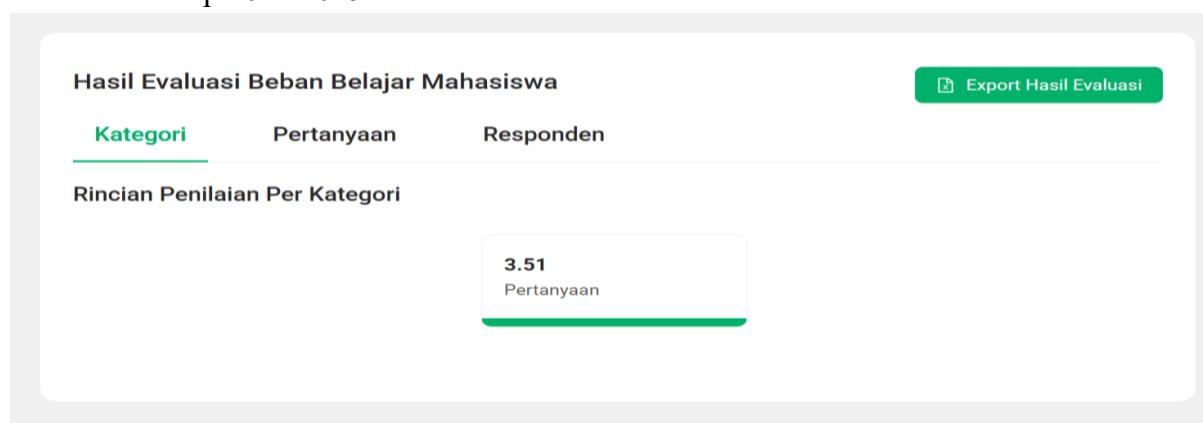 Hasil Evaluasi Beban Belajar Mahasiswa
Export Hasil Evaluasi
Kategori Pertanyaan Responden
Rincian Penilaian Per Kategori
3.51
Pertanyaan